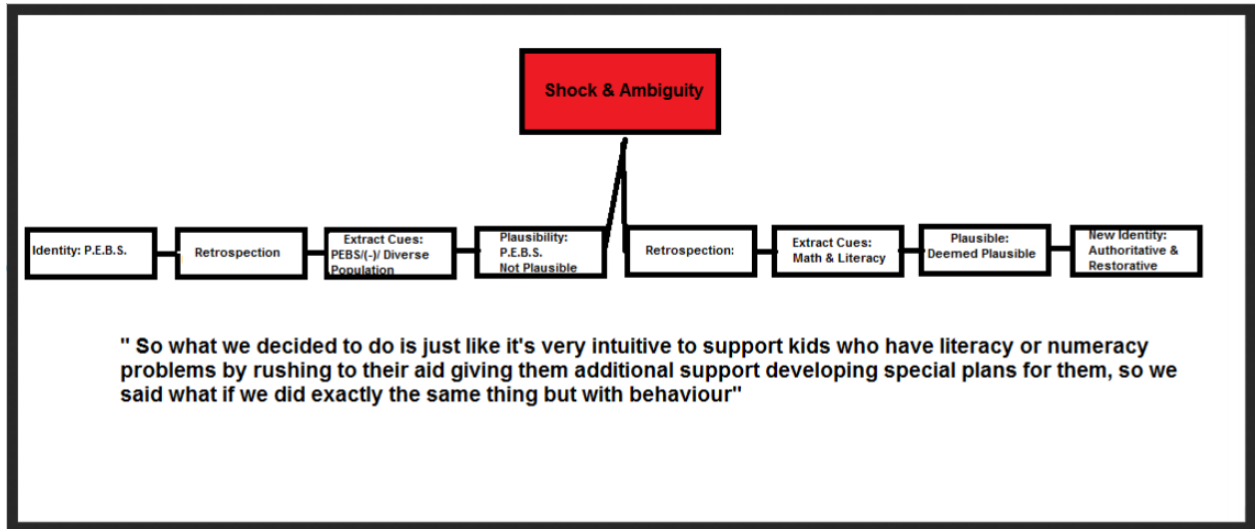 Shock & Ambiguity
Identity: P.E.B.S.
Retrospection
Extract Cues:
PEBS/(-)/ Diverse
Population
Plausibility:
P.E.B.S.
Not Plausible
Retrospection:
Extract Cues:
Math & Literacy
Plausible:
Deemed Plausible
New Identity:
Authoritative &
Restorative
" So what we decided to do is just like it's very intuitive to support kids who have literacy or numeracy
problems by rushing to their aid giving them additional support developing special plans for them, so we
said what if we did exactly the same thing but with behaviour"